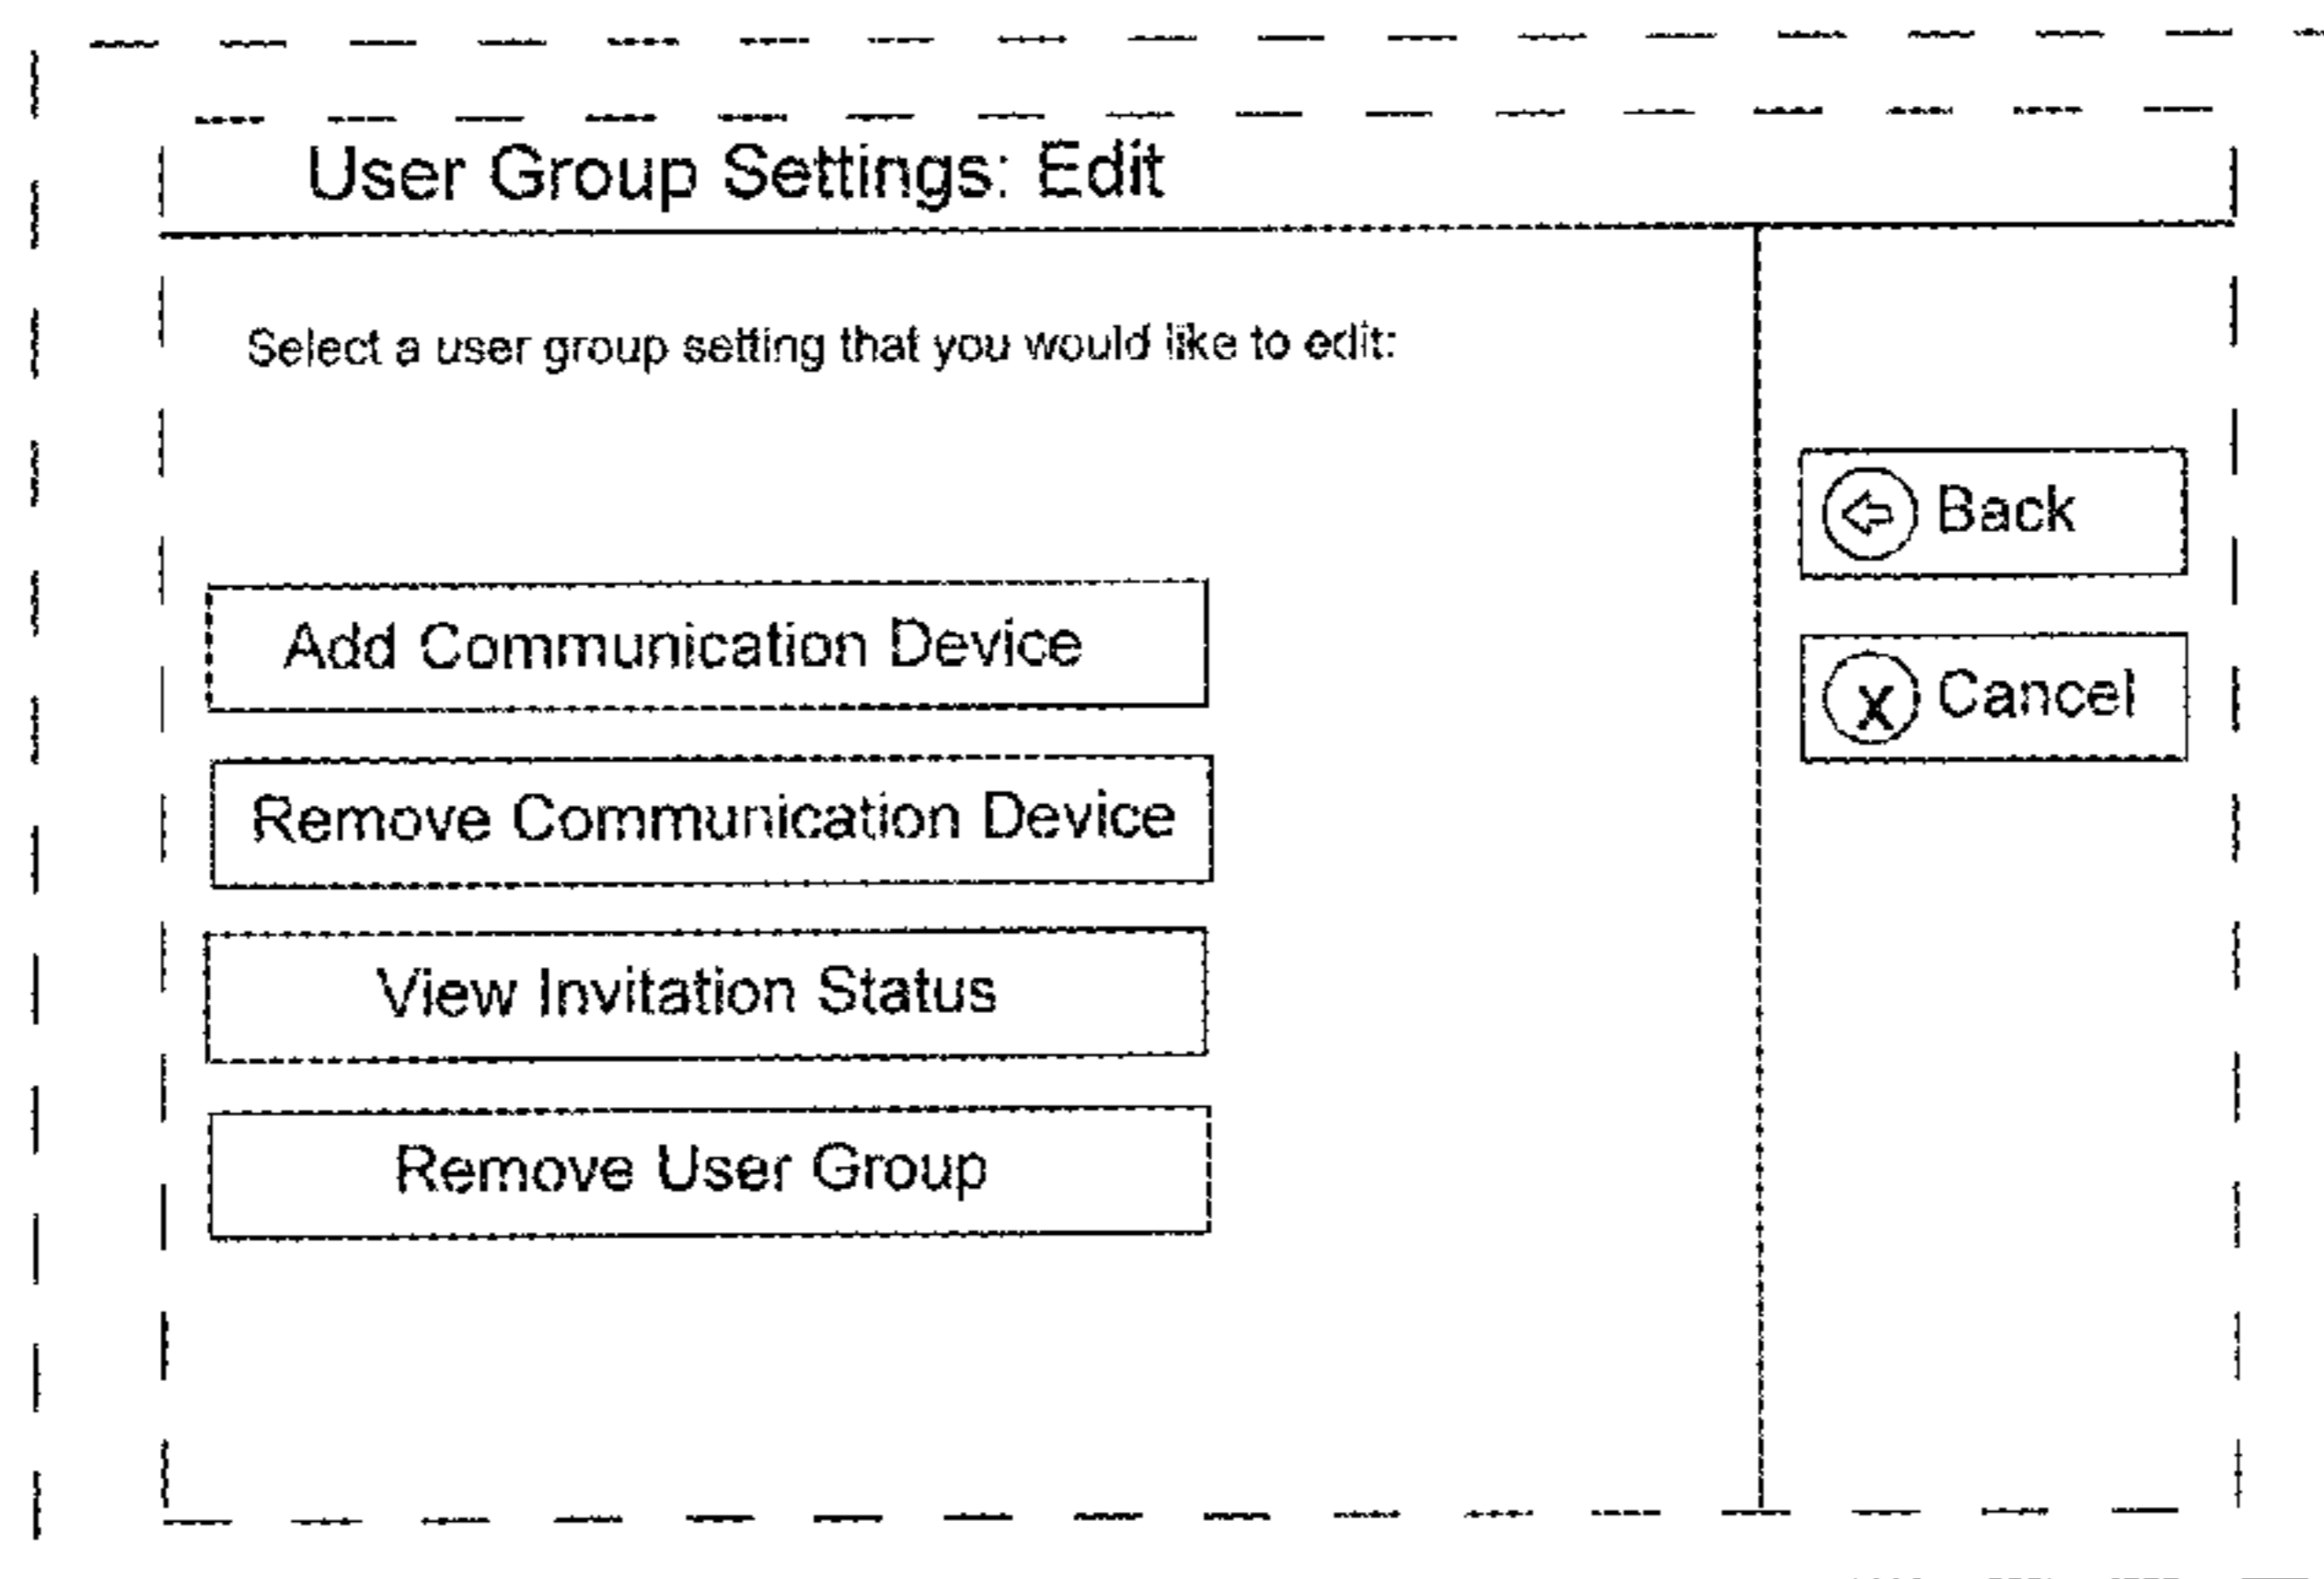 User Group Settings: Edit
Select a user group setting that you would like to edit:
Back
Add Communication Device
Cancel
Remove Communication Device
View Invitation Status
Remove User Group